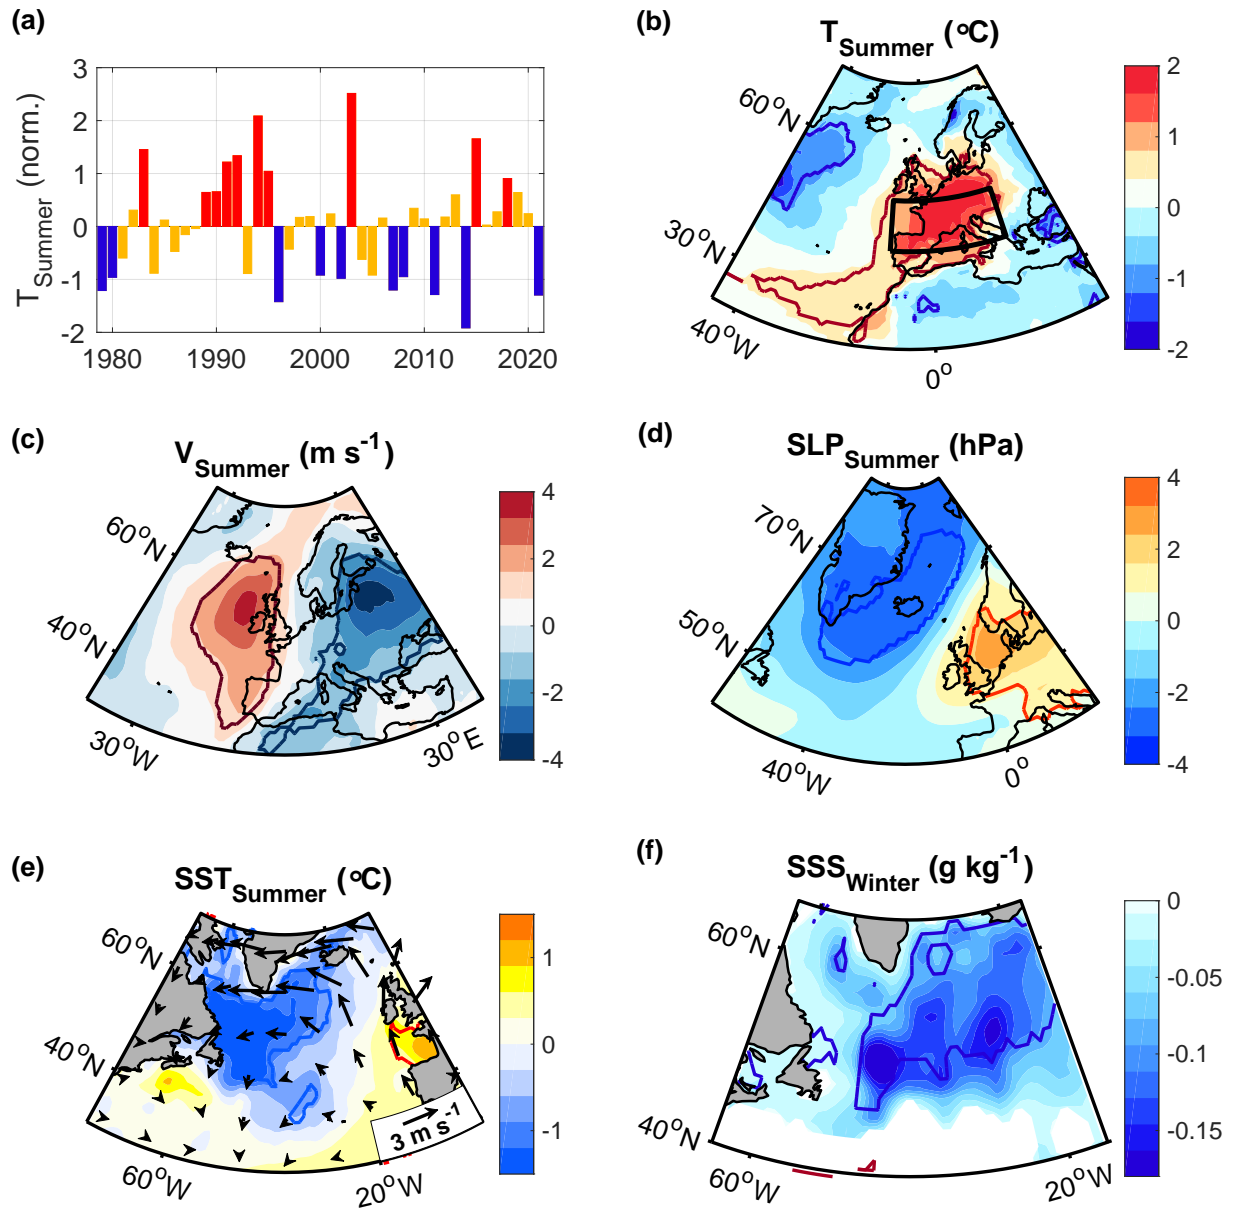 (a)
T_Summer (norm.)
3
2
1
0
-1
-2
1980 1990 2000 2010 2020
(b)
T_Summer (°C)
60°N
30°N
40°W
0°
2
1
0
-1
-2
(c)
V_Summer (m s^-1)
60°N
40°N
30°W
30°E
4
2
0
-2
-4
(d)
SLP_Summer (hPa)
70°N
50°N
40°W
0°
4
2
0
-2
-4
(e)
SST_Summer (°C)
60°N
40°N
60°W
20°W
3 m s^-1
1
0
-1
(f)
SSS_Winter (g kg^-1)
60°N
40°N
60°W
20°W
0
-0.05
-0.1
-0.15